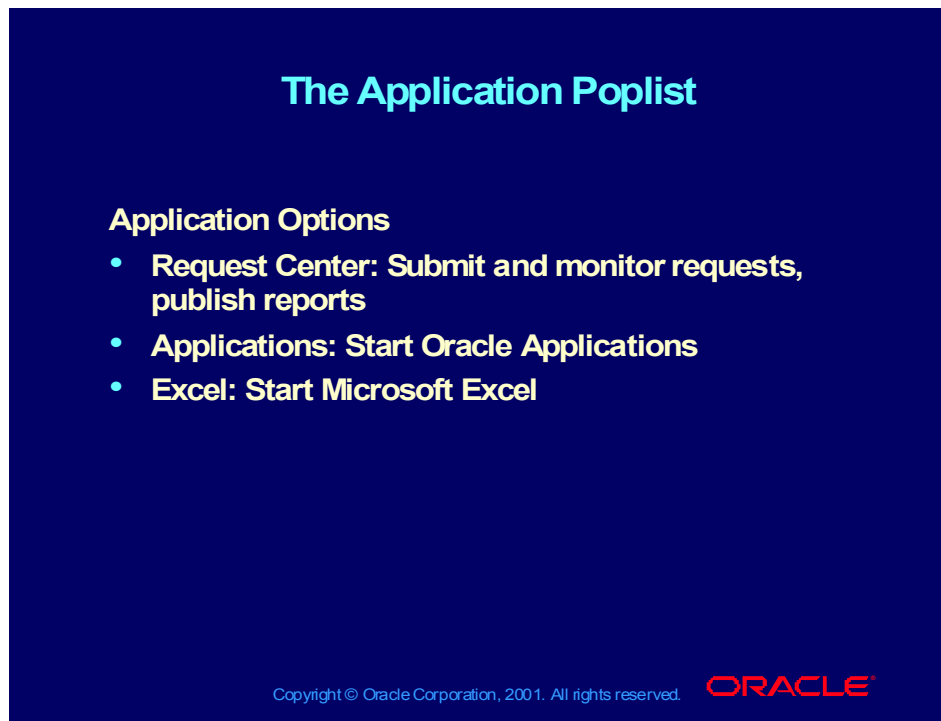 The Application Poplist
Application Options
• Request Center: Submit and monitor requests,
publish reports
• Applications: Start Oracle Applications
• Excel: Start Microsoft Excel
Copyright © Oracle Corporation, 2001. All rights reserved.
ORACLE®